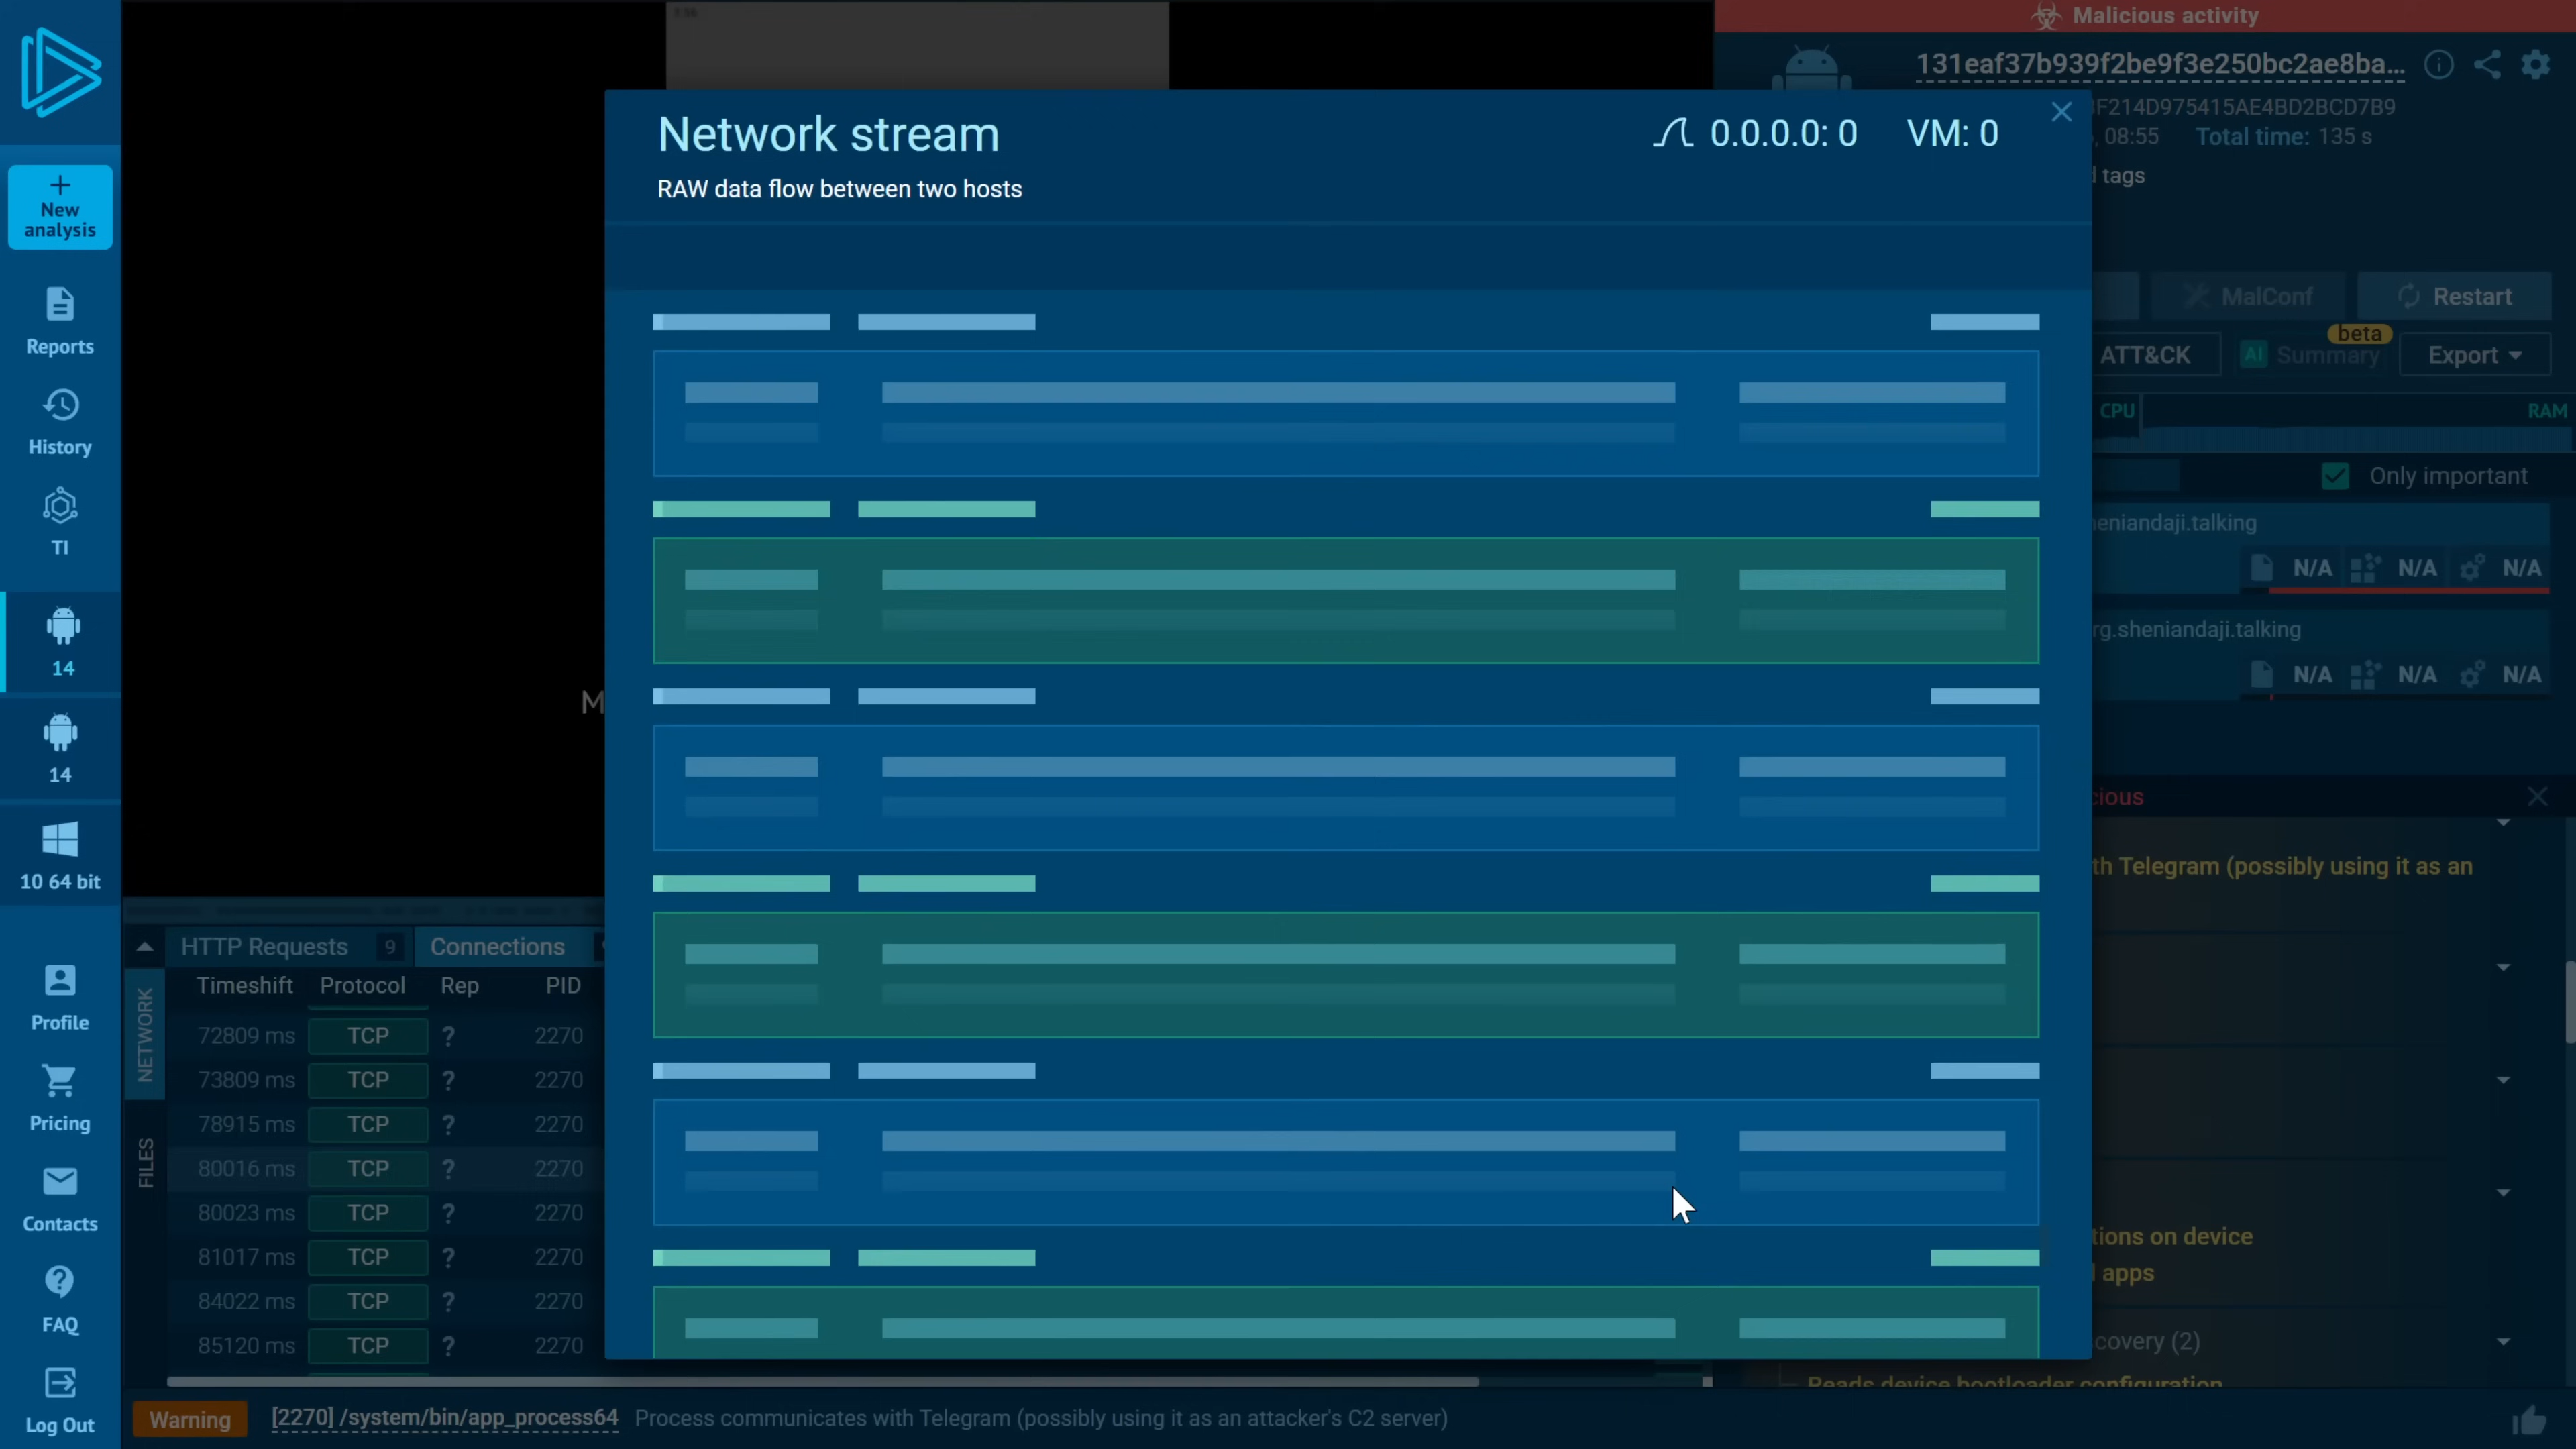 Malicious activity
131eaf37b939f2be9f3e250bc2ae8ba...
F214D975415AE4BD2BCD7B9
, 08:55 Total time: 135 s
tags
MalConf
Restart
ATT&CK
AI Summary
beta
Export
CPU
RAM
Only important
eniandaji.talking
N/A N/A N/A
rg.sheniandaji.talking
N/A N/A N/A
cious
th Telegram (possibly using it as an
tions on device
apps
covery (2)
Reads device bootloader configuration
New
analysis
Reports
History
TI
14
14
10 64 bit
Profile
Pricing
Contacts
FAQ
Log Out
Network stream
0.0.0.0: 0 VM: 0
RAW data flow between two hosts
M
HTTP Requests 9 Connections
NETWORK
FILES
Timeshift Protocol Rep PID
72809 ms TCP ? 2270
73809 ms TCP ? 2270
78915 ms TCP ? 2270
80016 ms TCP ? 2270
80023 ms TCP ? 2270
81017 ms TCP ? 2270
84022 ms TCP ? 2270
85120 ms TCP ? 2270
Warning [2270] /system/bin/app_process64 Process communicates with Telegram (possibly using it as an attacker's C2 server)